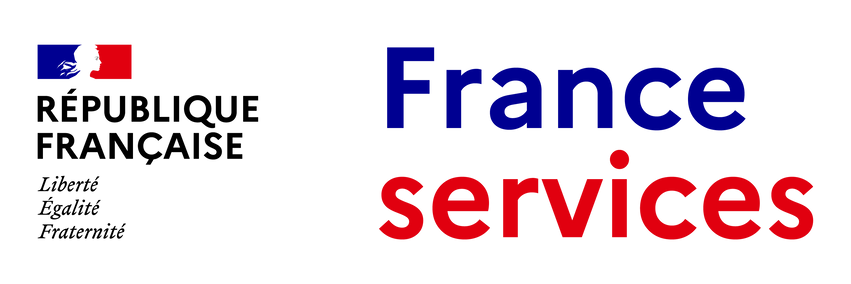 RÉPUBLIQUE
FRANÇAISE
Liberté
Égalité
Fraternité
France
services